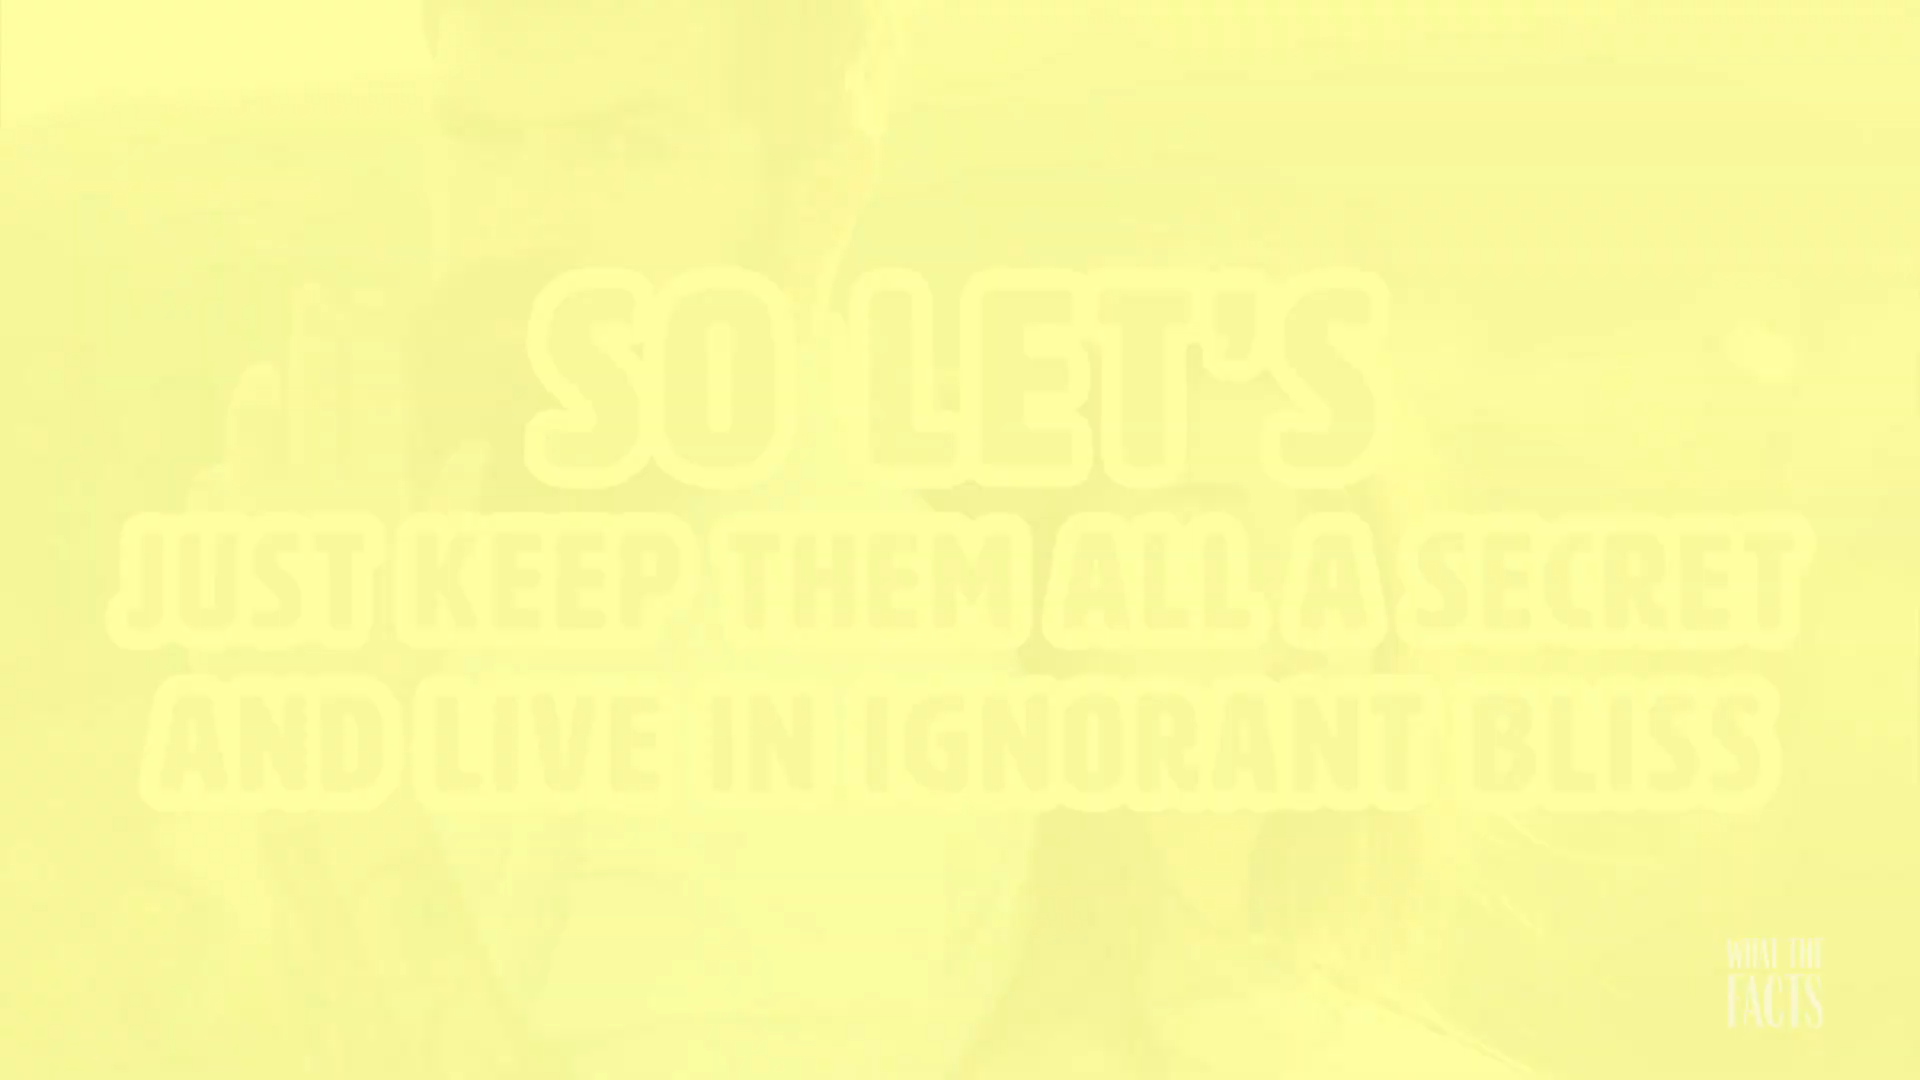 SO LET'S
JUST KEEP THEM ALL A SECRET
AND LIVE IN IGNORANT BLISS
WHAT THE
FACTS